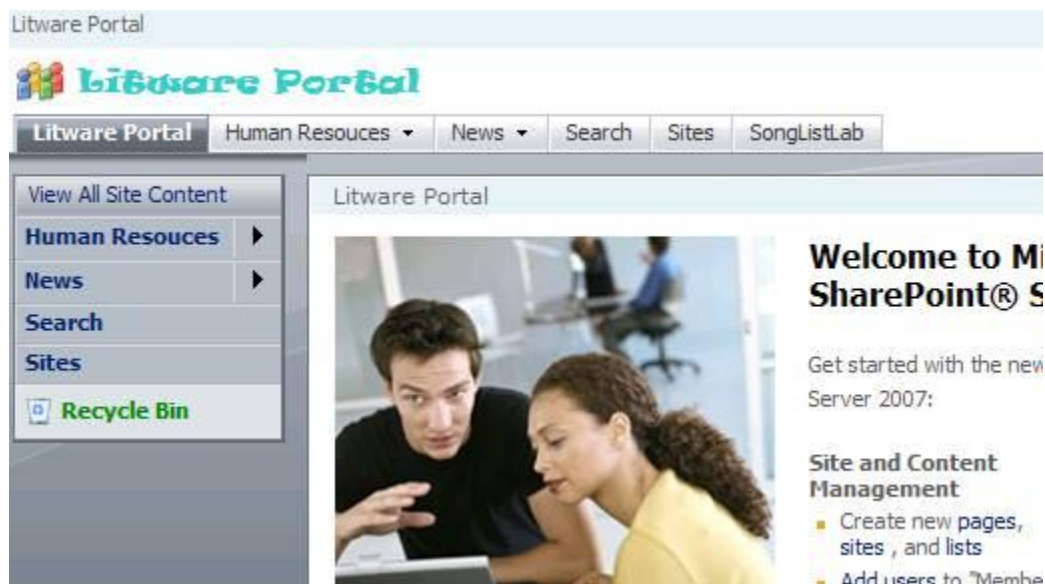 Litware Portal
Litware Portal
Litware Portal Human Resouces News Search Sites SongListLab
View All Site Content
Human Resouces
News
Search
Sites
Recycle Bin
Litware Portal
Welcome to Mi
SharePoint® S
Get started with the new
Server 2007:
Site and Content
Management
Create new pages,
sites , and lists
Add users to "Membe